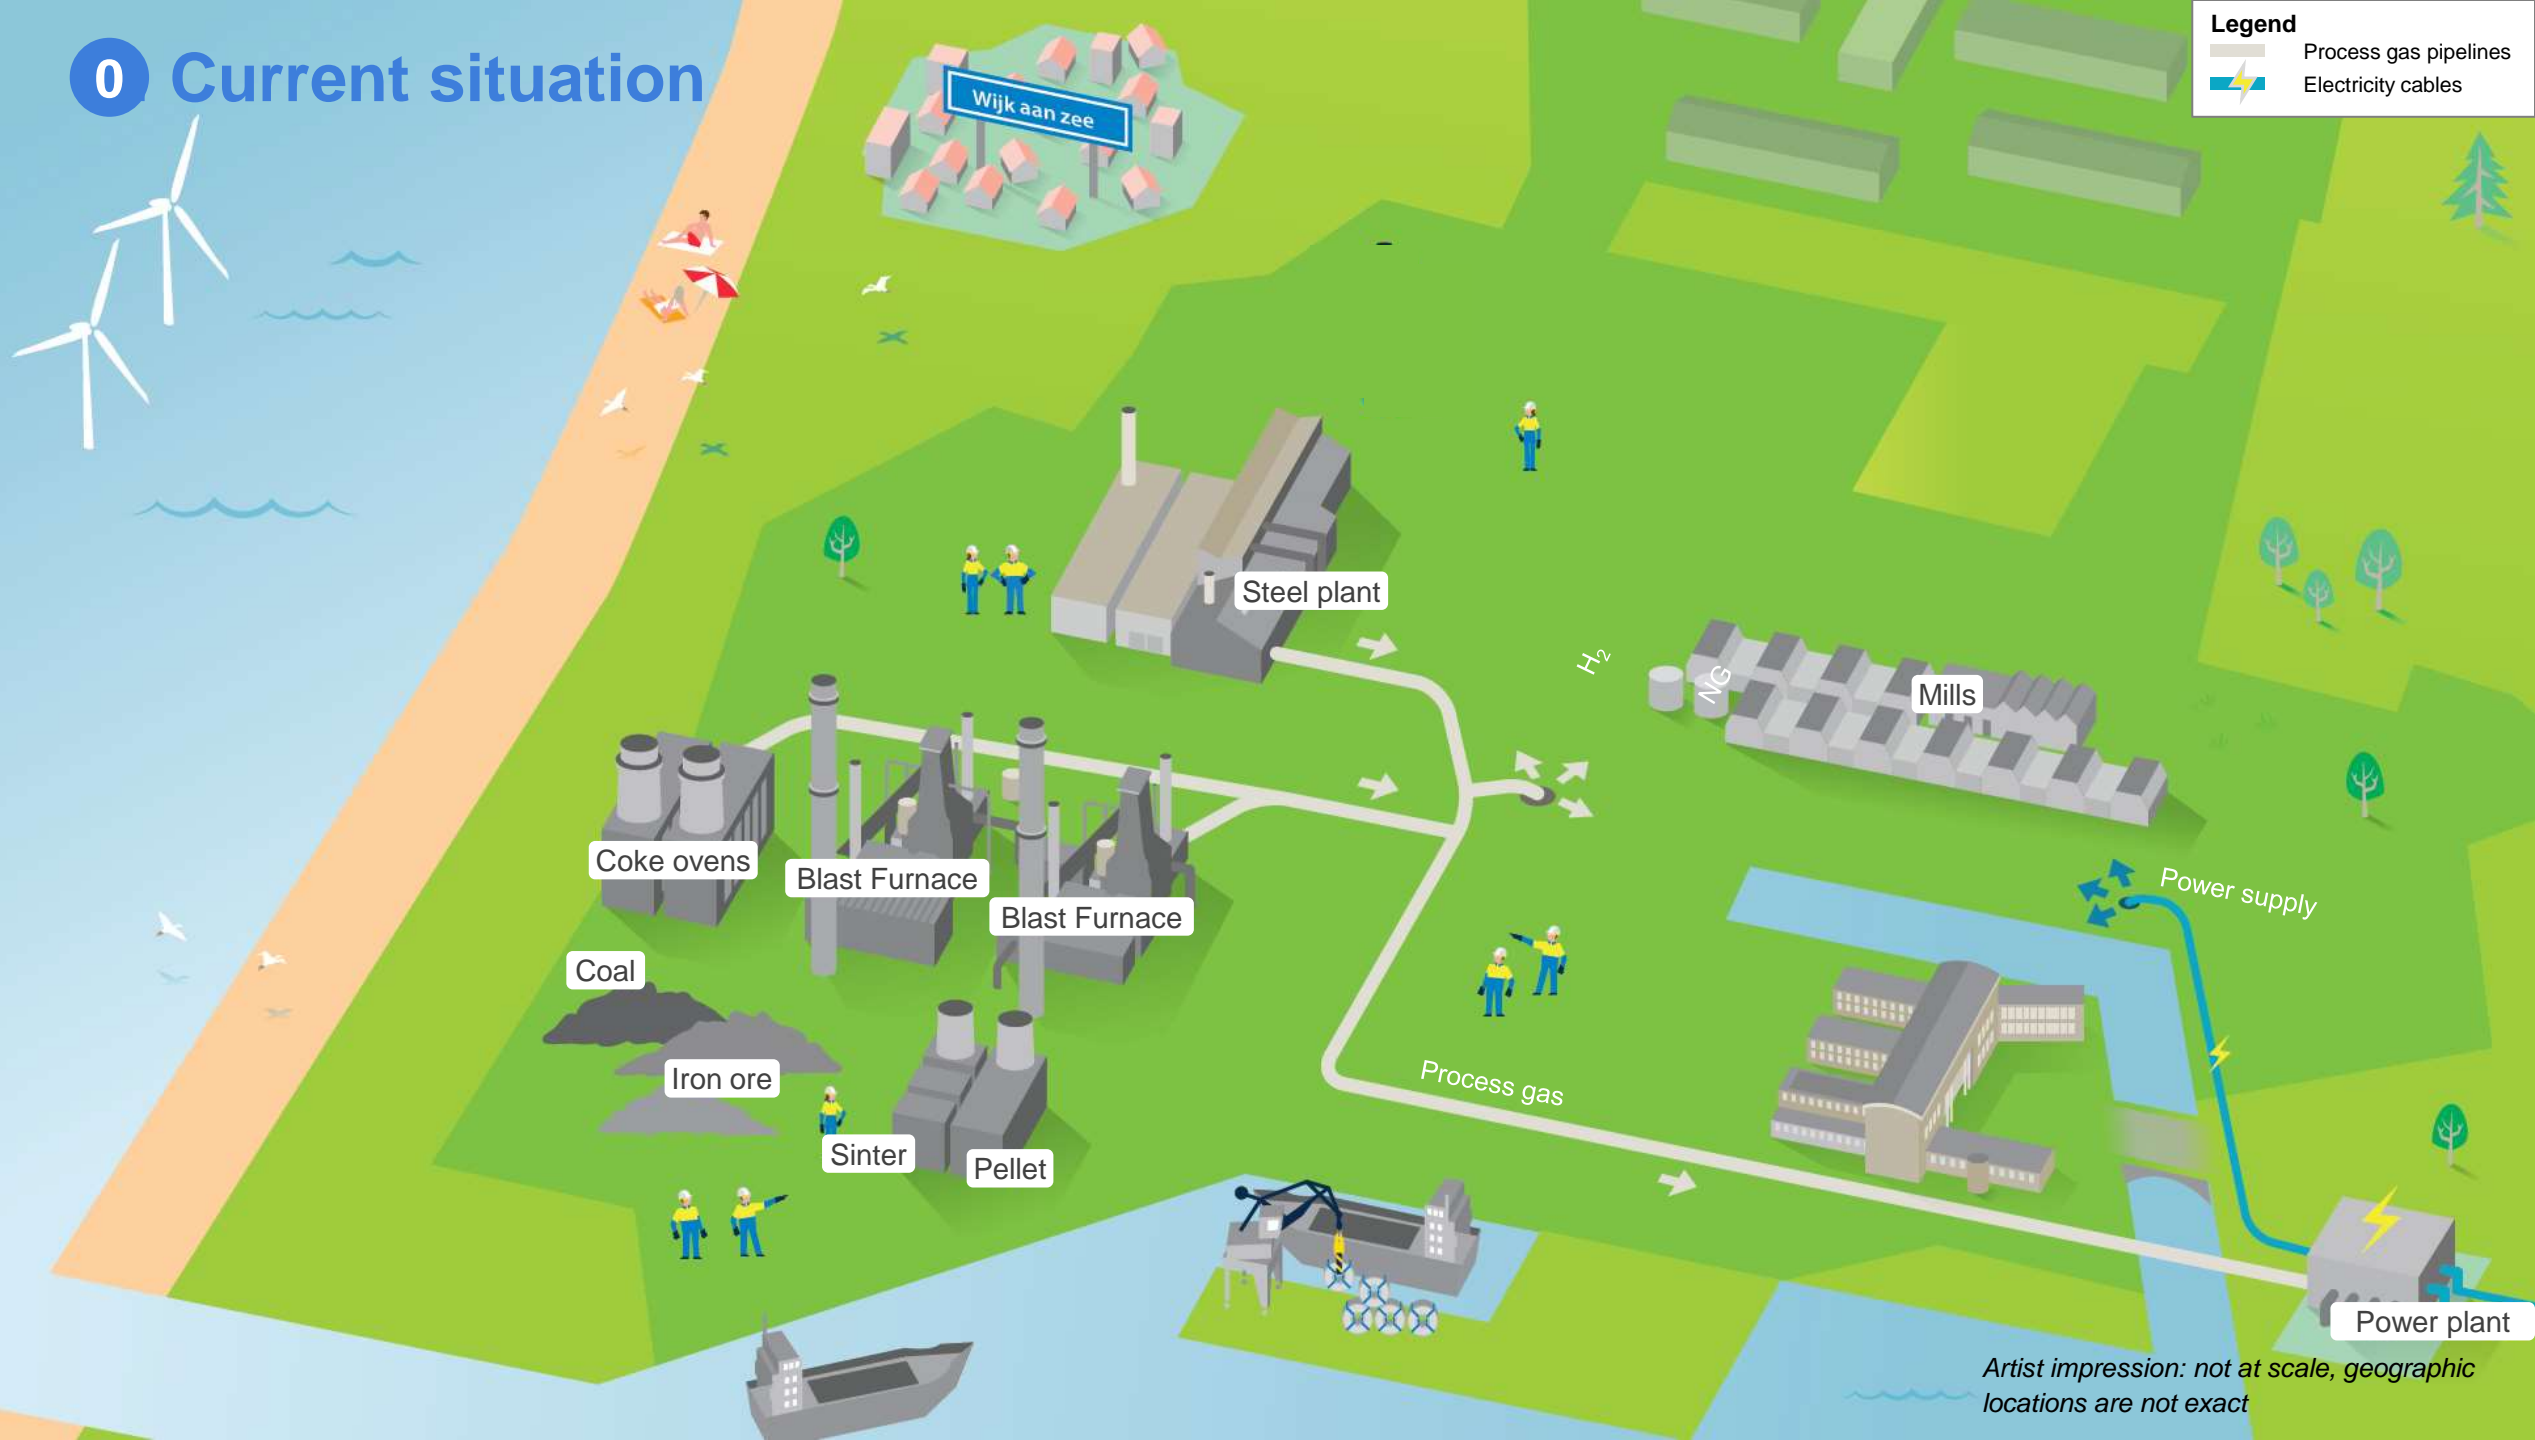 0 Current situation
Legend
Process gas pipelines
Electricity cables
Wijk aan zee
Steel plant
H₂
NG
Mills
Coke ovens
Blast Furnace
Blast Furnace
Power supply
Coal
Iron ore
Process gas
Sinter
Pellet
Power plant
Artist impression: not at scale, geographic
locations are not exact